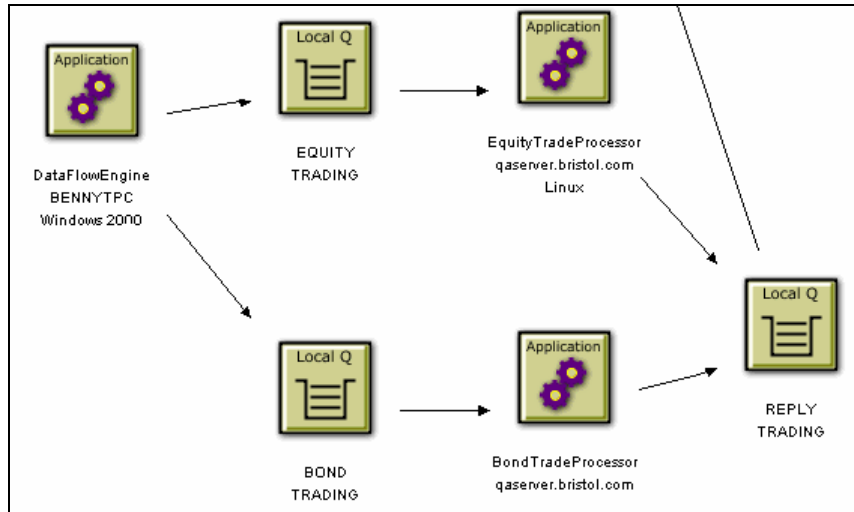 Application
DataFlowEngine
BENNYTPC
Windows 2000
Local Q
EQUITY
TRADING
Application
EquityTradeProcessor
qaserver.bristol.com
Linux
Local Q
BOND
TRADING
Application
BondTradeProcessor
qaserver.bristol.com
Local Q
REPLY
TRADING